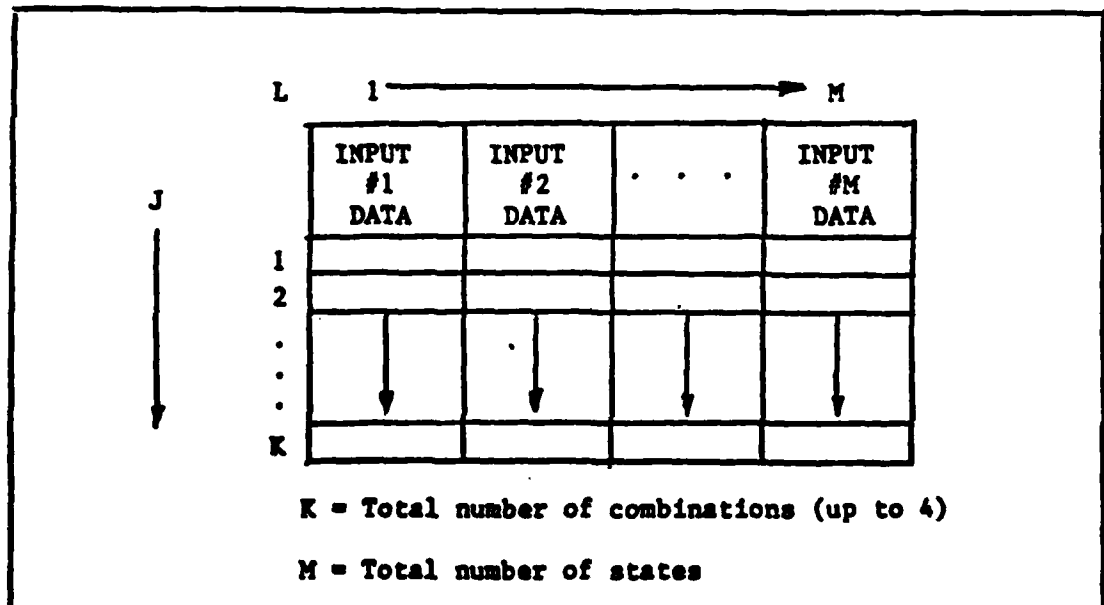 L 1 M
INPUT INPUT INPUT
#1 #2 . . . #M
J DATA DATA DATA
1
2
.
.
.
K
K = Total number of combinations (up to 4)
M = Total number of states